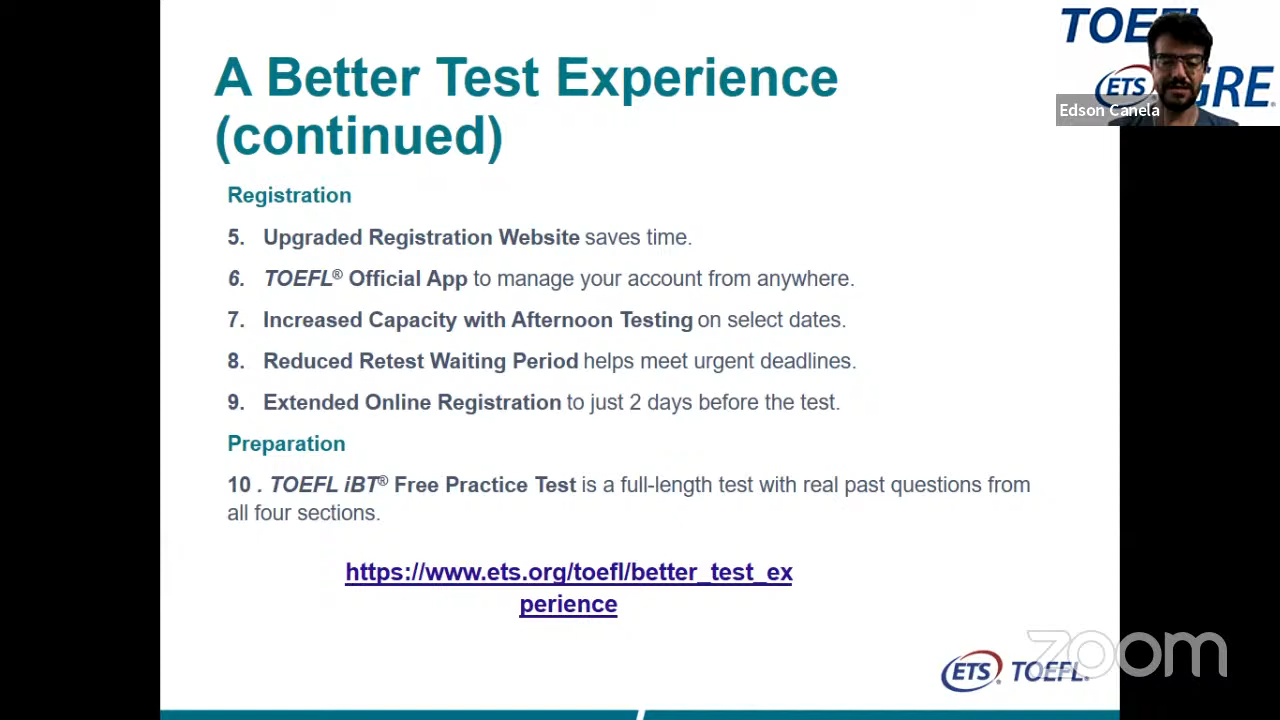 A Better Test Experience
(continued)
Registration
5. Upgraded Registration Website saves time.
6. TOEFL® Official App to manage your account from anywhere.
7. Increased Capacity with Afternoon Testing on select dates.
8. Reduced Retest Waiting Period helps meet urgent deadlines.
9. Extended Online Registration to just 2 days before the test.
Preparation
10 . TOEFL iBT® Free Practice Test is a full-length test with real past questions from
all four sections.
https://www.ets.org/toefl/better_test_ex
perience
ETS® TOEFL®
zoom
TOEFL
ETS GRE®
Edson Canela